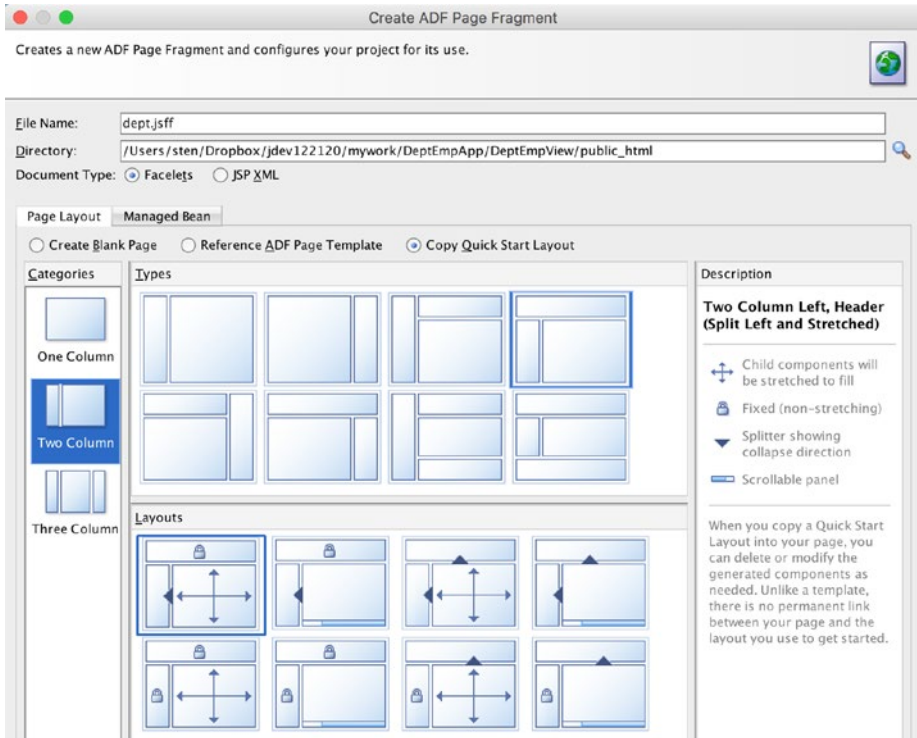 Create ADF Page Fragment
Creates a new ADF Page Fragment and configures your project for its use.
File Name: dept.jsff
Directory: /Users/sten/Dropbox/jdev122120/mywork/DeptEmpApp/DeptEmpView/public_html
Document Type: Facelets JSP XML
Page Layout Managed Bean
Create Blank Page Reference ADF Page Template Copy Quick Start Layout
Categories
One Column
Two Column
Three Column
Types
Layouts
Description
Two Column Left, Header
(Split Left and Stretched)
Child components will
be stretched to fill
Fixed (non-stretching)
Splitter showing
collapse direction
Scrollable panel
When you copy a Quick Start
Layout into your page, you
can delete or modify the
generated components as
needed. Unlike a template,
there is no permanent link
between your page and the
layout you use to get started.